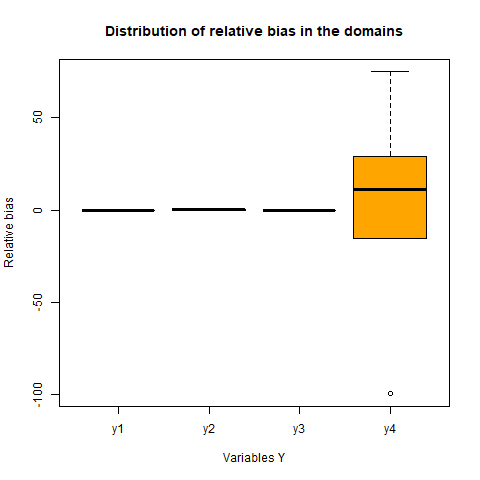 Distribution of relative bias in the domains
Relative bias
50
0
-50
-100
y1 y2 y3 y4
Variables Y